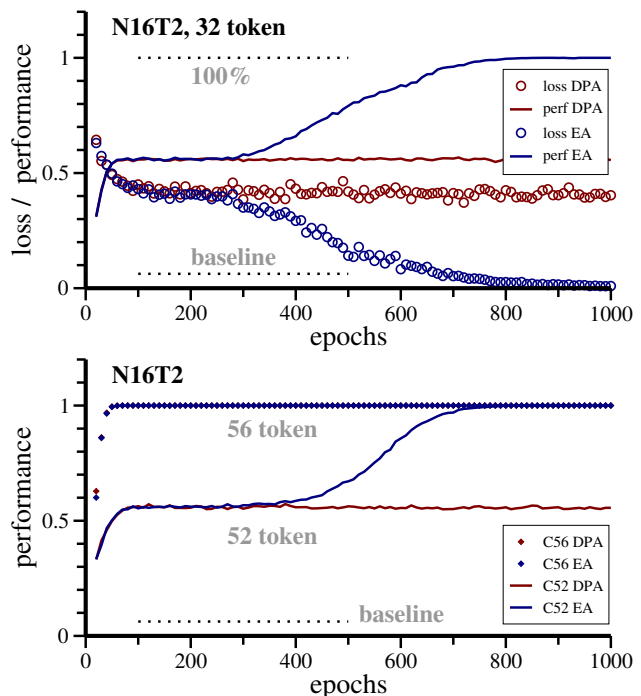 N16T2, 32 token
1
100%
loss DPA
perf DPA
loss EA
perf EA
0.5
loss / performance
baseline
0
0 200 400 600 800 1000
epochs
N16T2
1
56 token
performance
0.5
52 token
C56 DPA
C56 EA
C52 DPA
C52 EA
baseline
0
0 200 400 600 800 1000
epochs